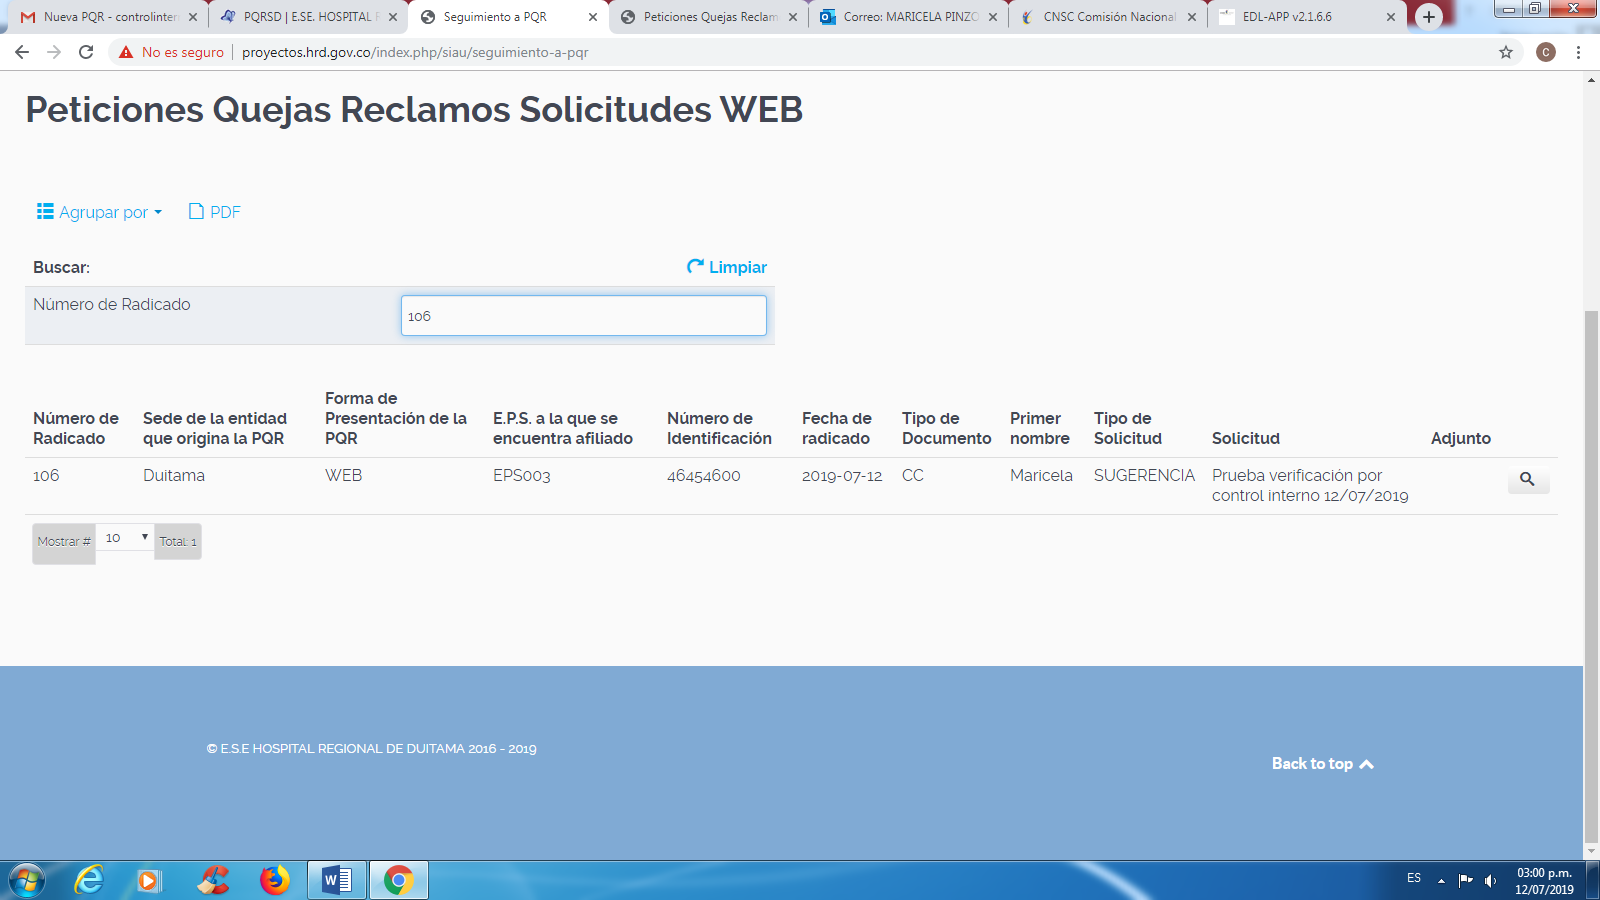 Nueva PQR - controlinter
PQRSD | E.S.E. HOSPITAL R
Seguimiento a PQR
Peticiones Quejas Reclam
Correo: MARICELA PINZO
CNSC Comisión Nacional
EDL-APP v2.1.6.6
No es seguro | proyectos.hrd.gov.co/index.php/siau/seguimiento-a-pqr
C
Peticiones Quejas Reclamos Solicitudes WEB
Agrupar por
PDF
Buscar:
Limpiar
Número de Radicado
106
Número de Radicado
Sede de la entidad que origina la PQR
Forma de Presentación de la PQR
E.P.S. a la que se encuentra afiliado
Número de Identificación
Fecha de radicado
Tipo de Documento
Primer nombre
Tipo de Solicitud
Solicitud
Adjunto
106 Duitama WEB EPS003 46454600 2019-07-12 CC Maricela SUGERENCIA Prueba verificación por
control interno 12/07/2019
Mostrar # 10 Total: 1
© E.S.E HOSPITAL REGIONAL DE DUITAMA 2016 - 2019
Back to top
ES
03:00 p.m.
12/07/2019